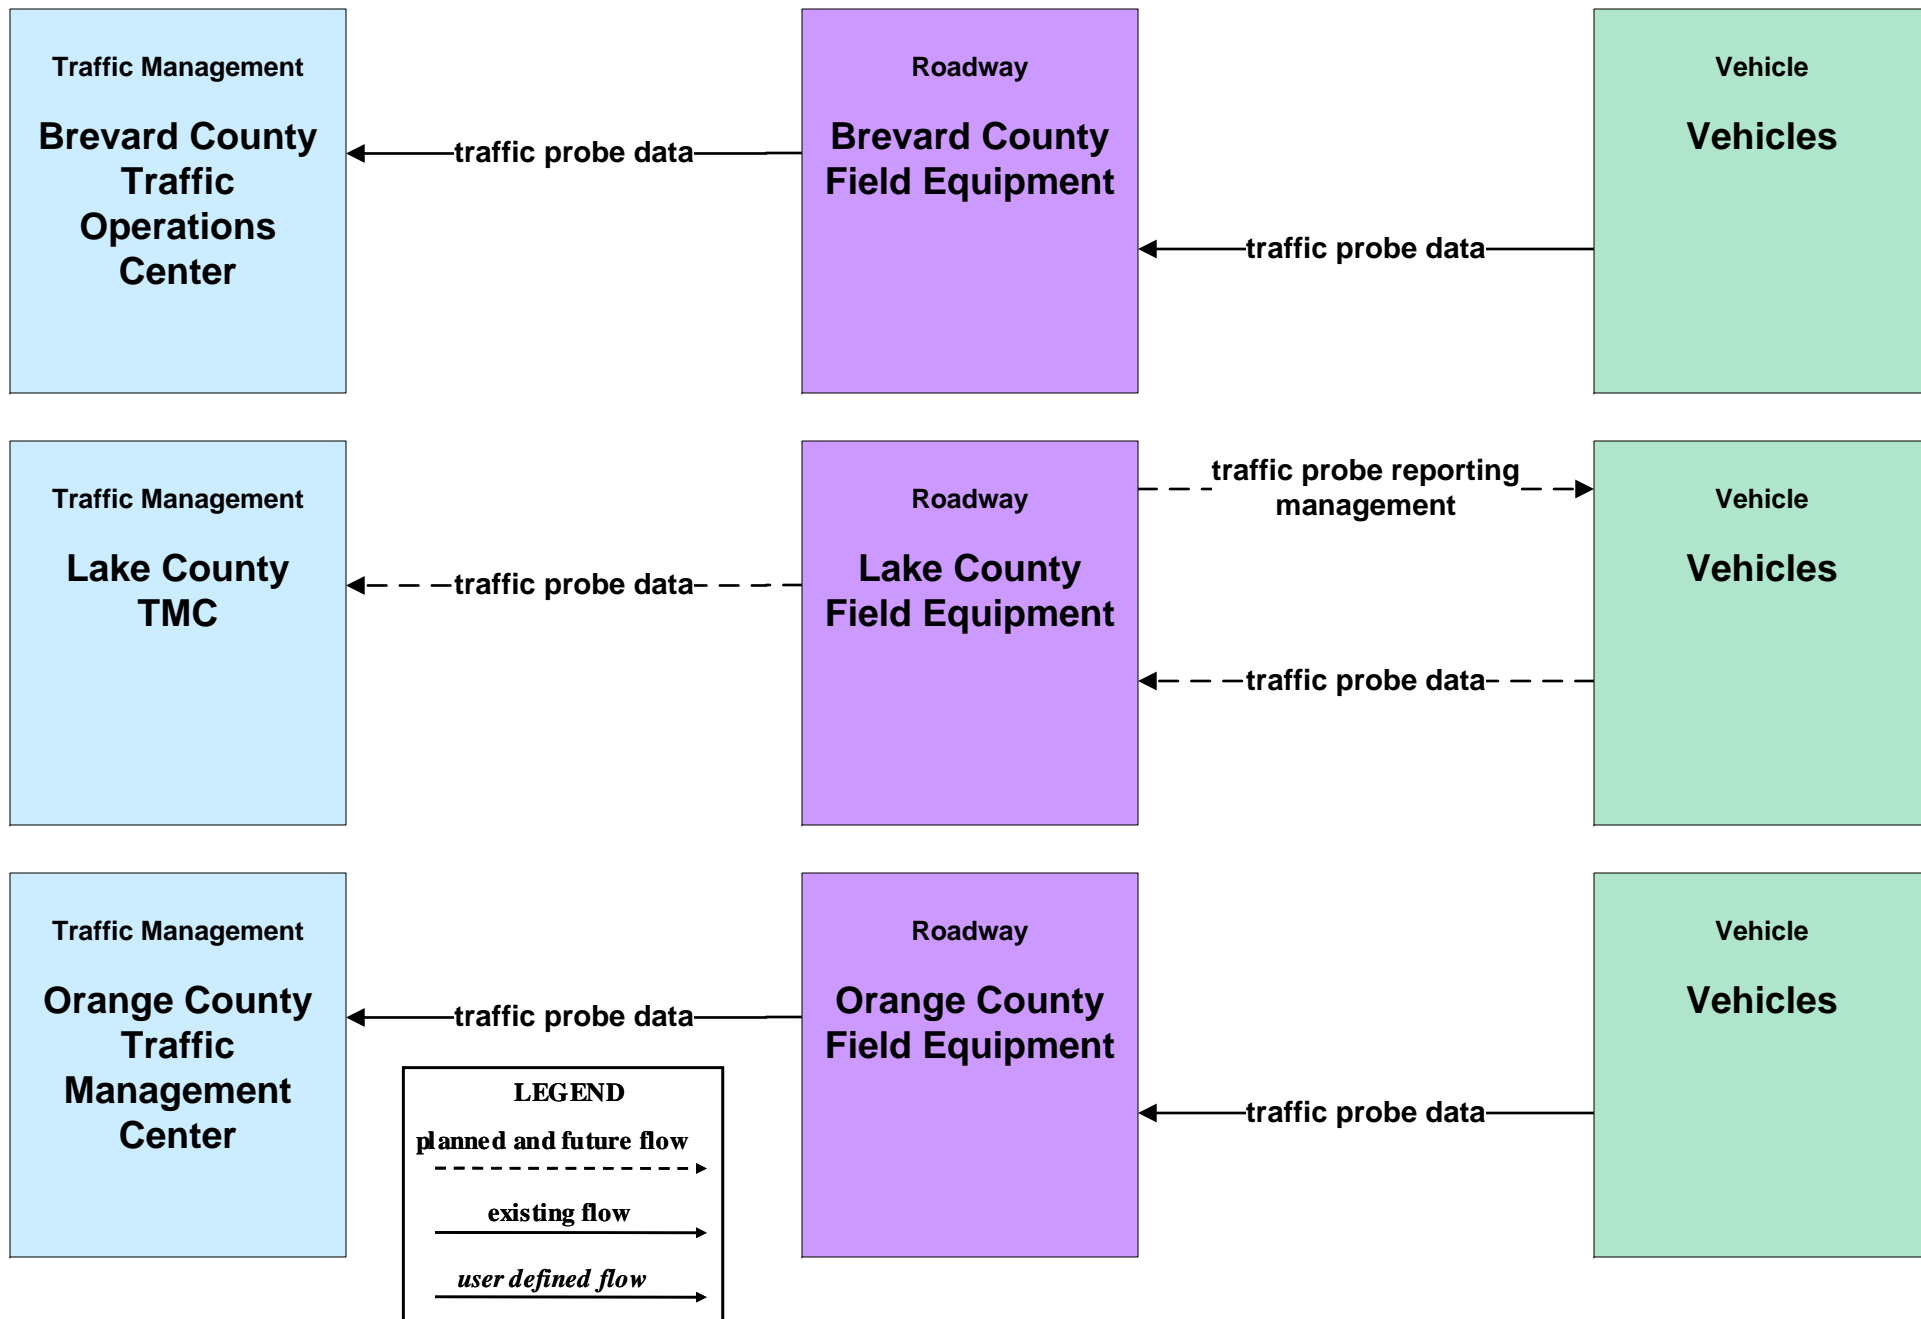 Traffic Management
Brevard County
Traffic
Operations
Center
traffic probe data
Roadway
Brevard County
Field Equipment
traffic probe data
Vehicle
Vehicles
Traffic Management
Lake County
TMC
traffic probe data
Roadway
Lake County
Field Equipment
traffic probe reporting
management
traffic probe data
Vehicle
Vehicles
Traffic Management
Orange County
Traffic
Management
Center
traffic probe data
Roadway
Orange County
Field Equipment
traffic probe data
Vehicle
Vehicles
LEGEND
planned and future flow
existing flow
user defined flow